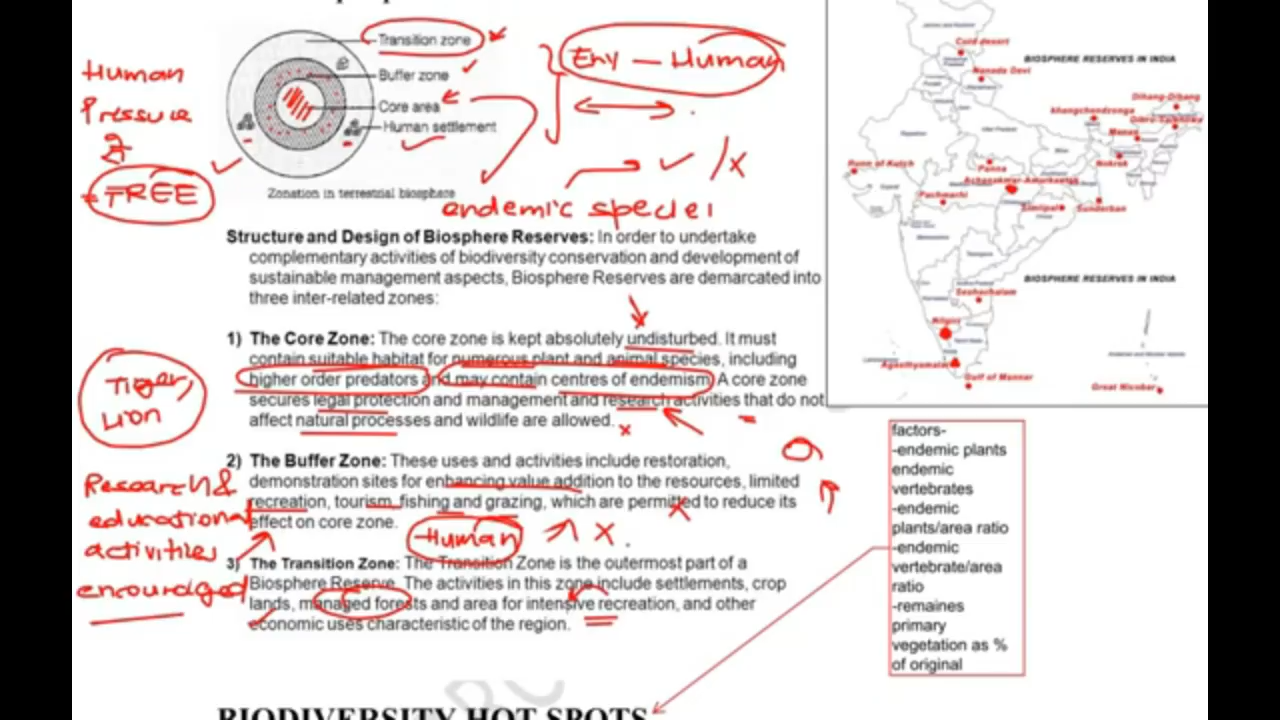 Transition zone
Buffer zone
Core area
Human settlement
Zonation in terrestrial biosphere
Human
Pressure
FREE
Env - Human
endemic species
Structure and Design of Biosphere Reserves: In order to undertake
complementary activities of biodiversity conservation and development of
sustainable management aspects, Biosphere Reserves are demarcated into
three inter-related zones:
1) The Core Zone: The core zone is kept absolutely undisturbed. It must
contain suitable habitat for numerous plant and animal species, including
higher order predators and may contain centres of endemism. A core zone
secures legal protection and management and research activities that do not
affect natural processes and wildlife are allowed.
Tiger,
Lion
2) The Buffer Zone: These uses and activities include restoration,
demonstration sites for enhancing value addition to the resources, limited
recreation, tourism, fishing and grazing, which are permitted to reduce its
effect on core zone.
Research &
educational
activities
encouraged
Human
3) The Transition Zone: The Transition Zone is the outermost part of a
Biosphere Reserve. The activities in this zone include settlements, crop
lands, managed forests and area for intensive recreation, and other
economic uses characteristic of the region.
BIODIVERSITY HOT SPOTS
Cold desert
BIOSPHERE RESERVES IN INDIA
Nanada Devi
Dihang-Dibang
khangchendzonga
Manas
Nokrek
Runn of Kutch
Panna
Achanakmar-Amarkantak
Pachmarhi
Simlipal
Sunderban
BIOSPHERE RESERVES IN INDIA
Seshachalam
Nilgiri
Agasthyamalai
Gulf of Mannar
Great Nicobar
factors-
-endemic plants
endemic
vertebrates
-endemic
plants/area ratio
-endemic
vertebrate/area
ratio
-remaines
primary
vegetation as %
of original